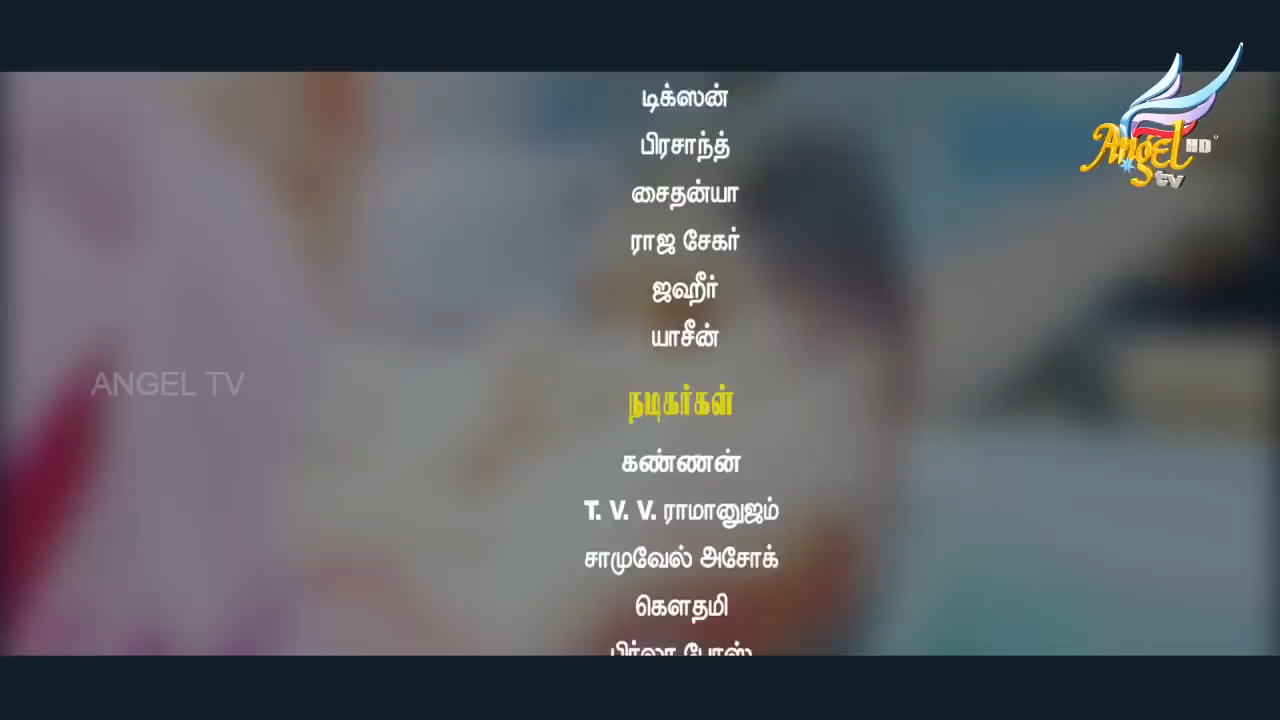 டிக்ஸன்
பிரசாந்த்
சைதன்யா
ராஜ சேகர்
ஜஹீர்
யாசீன்
நடிகர்கள்
கண்ணன்
T. V. V. ராமானுஜம்
சாமுவேல் அசோக்
கௌதமி
பிர்லா போஸ்
Angel HD
tv
ANGEL TV